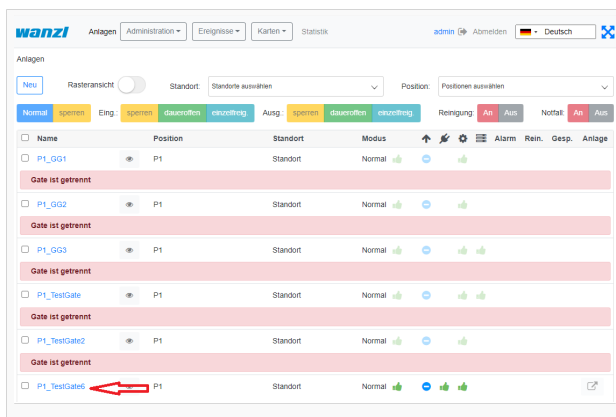 wanzl Anlagen Administration Ereignisse Karten Statistik admin Abmelden Deutsch
Anlagen
Neu Rasteransicht Standort: Standorte auswählen Position: Positionen auswählen
Normal sperren Eing.: sperren daueroffen einzelfreig. Ausg.: sperren daueroffen einzelfreig. Reinigung: An Aus Notfall: An Aus
Name Position Standort Modus Alarm Rein. Gesp. Anlage
P1_GG1 P1 Standort Normal
Gate ist getrennt
P1_GG2 P1 Standort Normal
Gate ist getrennt
P1_GG3 P1 Standort Normal
Gate ist getrennt
P1_TestGate P1 Standort Normal
Gate ist getrennt
P1_TestGate2 P1 Standort Normal
Gate ist getrennt
P1_TestGate6 P1 Standort Normal